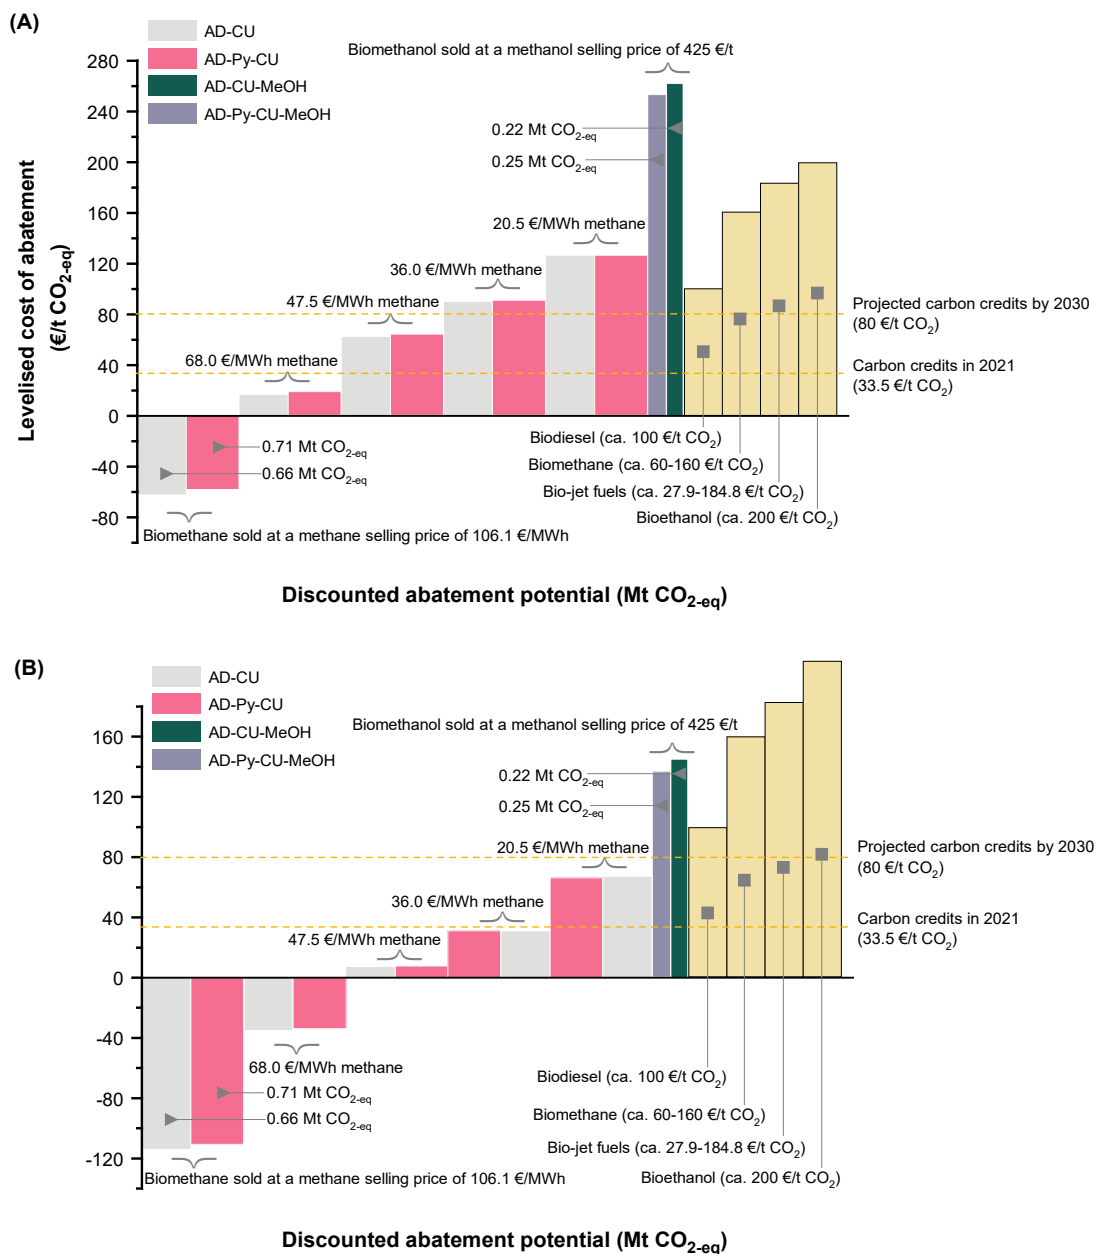 (A)
AD-CU
AD-Py-CU
AD-CU-MeOH
AD-Py-CU-MeOH
Biomethanol sold at a methanol selling price of 425 €/t
280
240
200
160
120
80
40
0
-40
-80
Levelised cost of abatement
(€/t CO2-eq)
0.22 Mt CO2-eq
0.25 Mt CO2-eq
20.5 €/MWh methane
36.0 €/MWh methane
47.5 €/MWh methane
68.0 €/MWh methane
Projected carbon credits by 2030
(80 €/t CO2)
Carbon credits in 2021
(33.5 €/t CO2)
0.71 Mt CO2-eq
0.66 Mt CO2-eq
Biodiesel (ca. 100 €/t CO2)
Biomethane (ca. 60-160 €/t CO2)
Bio-jet fuels (ca. 27.9-184.8 €/t CO2)
Bioethanol (ca. 200 €/t CO2)
Biomethane sold at a methane selling price of 106.1 €/MWh
Discounted abatement potential (Mt CO2-eq)
(B)
AD-CU
AD-Py-CU
AD-CU-MeOH
AD-Py-CU-MeOH
Biomethanol sold at a methanol selling price of 425 €/t
160
120
80
40
0
-40
-80
-120
0.22 Mt CO2-eq
0.25 Mt CO2-eq
20.5 €/MWh methane
36.0 €/MWh methane
47.5 €/MWh methane
Projected carbon credits by 2030
(80 €/t CO2)
Carbon credits in 2021
(33.5 €/t CO2)
68.0 €/MWh methane
0.71 Mt CO2-eq
0.66 Mt CO2-eq
Biodiesel (ca. 100 €/t CO2)
Biomethane (ca. 60-160 €/t CO2)
Bio-jet fuels (ca. 27.9-184.8 €/t CO2)
Bioethanol (ca. 200 €/t CO2)
Biomethane sold at a methane selling price of 106.1 €/MWh
Discounted abatement potential (Mt CO2-eq)